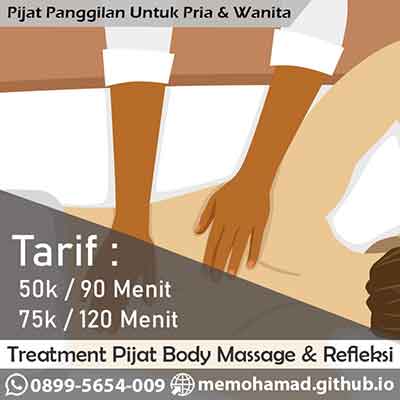 Pijat Panggilan Untuk Pria & Wanita
Tarif :
50k / 90 Menit
75k / 120 Menit
Treatment Pijat Body Massage & Refleksi
0899-5654-009 memohamad.github.io